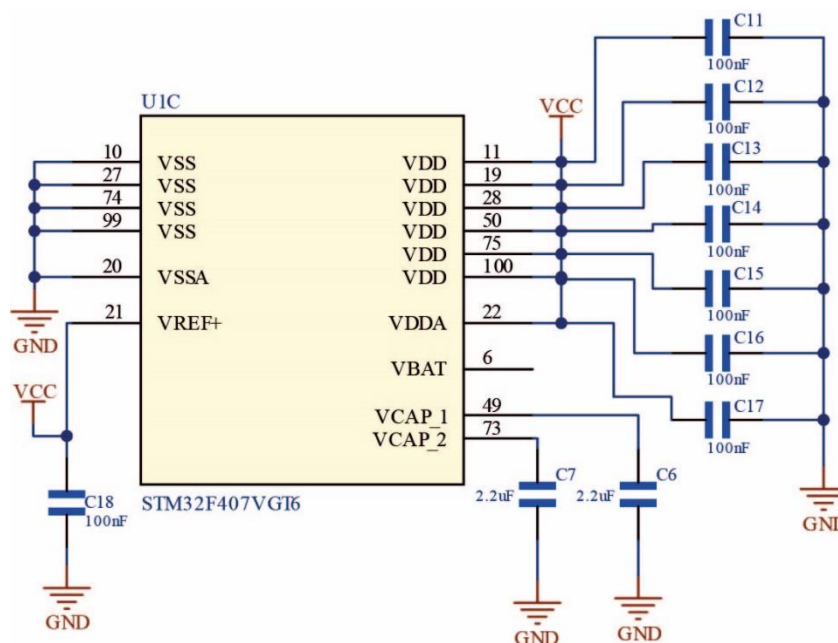 U1C
VCC
10 VSS VDD 11
27 VSS VDD 19
74 VSS VDD 28
99 VSS VDD 50
VDD 75
20 VSSA VDD 100
21 VREF+ VDDA 22
VBAT 6
VCAP_1 49
VCAP_2 73
STM32F407VGT6
GND
VCC
C18
100nF
GND
C7
2.2uF
GND
C6
2.2uF
GND
C11
100nF
C12
100nF
C13
100nF
C14
100nF
C15
100nF
C16
100nF
C17
100nF
GND